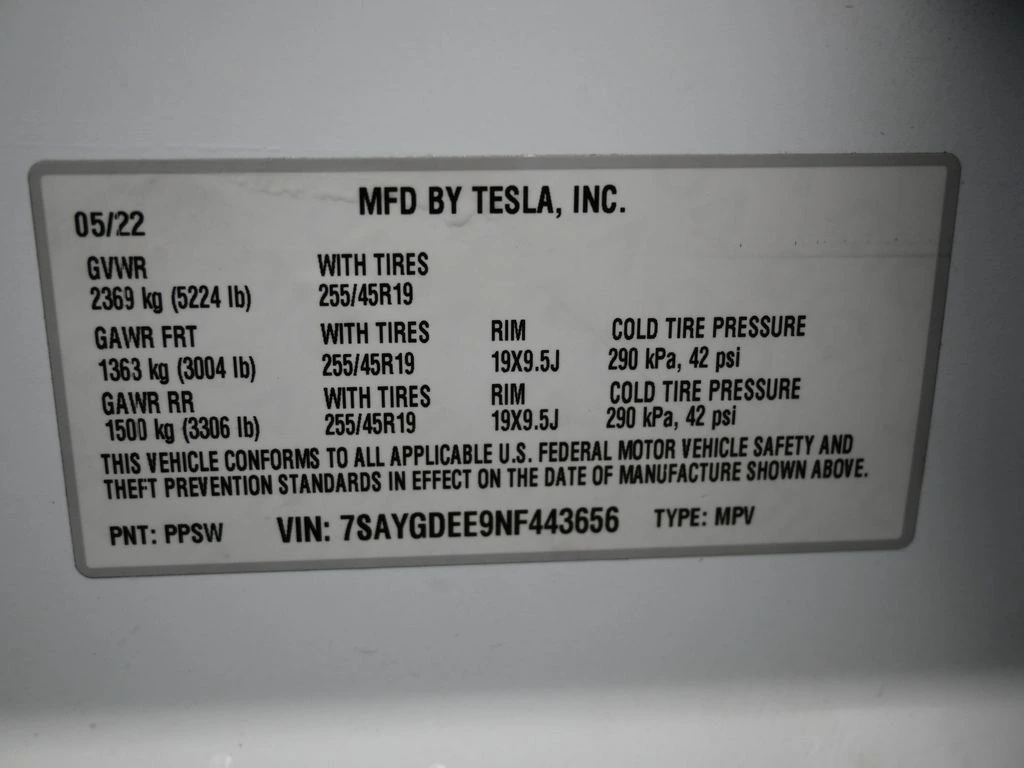 MFD BY TESLA, INC.
05/22
GVWR WITH TIRES
2369 kg (5224 lb) 255/45R19
GAWR FRT WITH TIRES RIM COLD TIRE PRESSURE
1363 kg (3004 lb) 255/45R19 19X9.5J 290 kPa, 42 psi
GAWR RR WITH TIRES RIM COLD TIRE PRESSURE
1500 kg (3306 lb) 255/45R19 19X9.5J 290 kPa, 42 psi
THIS VEHICLE CONFORMS TO ALL APPLICABLE U.S. FEDERAL MOTOR VEHICLE SAFETY AND
THEFT PREVENTION STANDARDS IN EFFECT ON THE DATE OF MANUFACTURE SHOWN ABOVE.
PNT: PPSW VIN: 7SAYGDEE9NF443656 TYPE: MPV